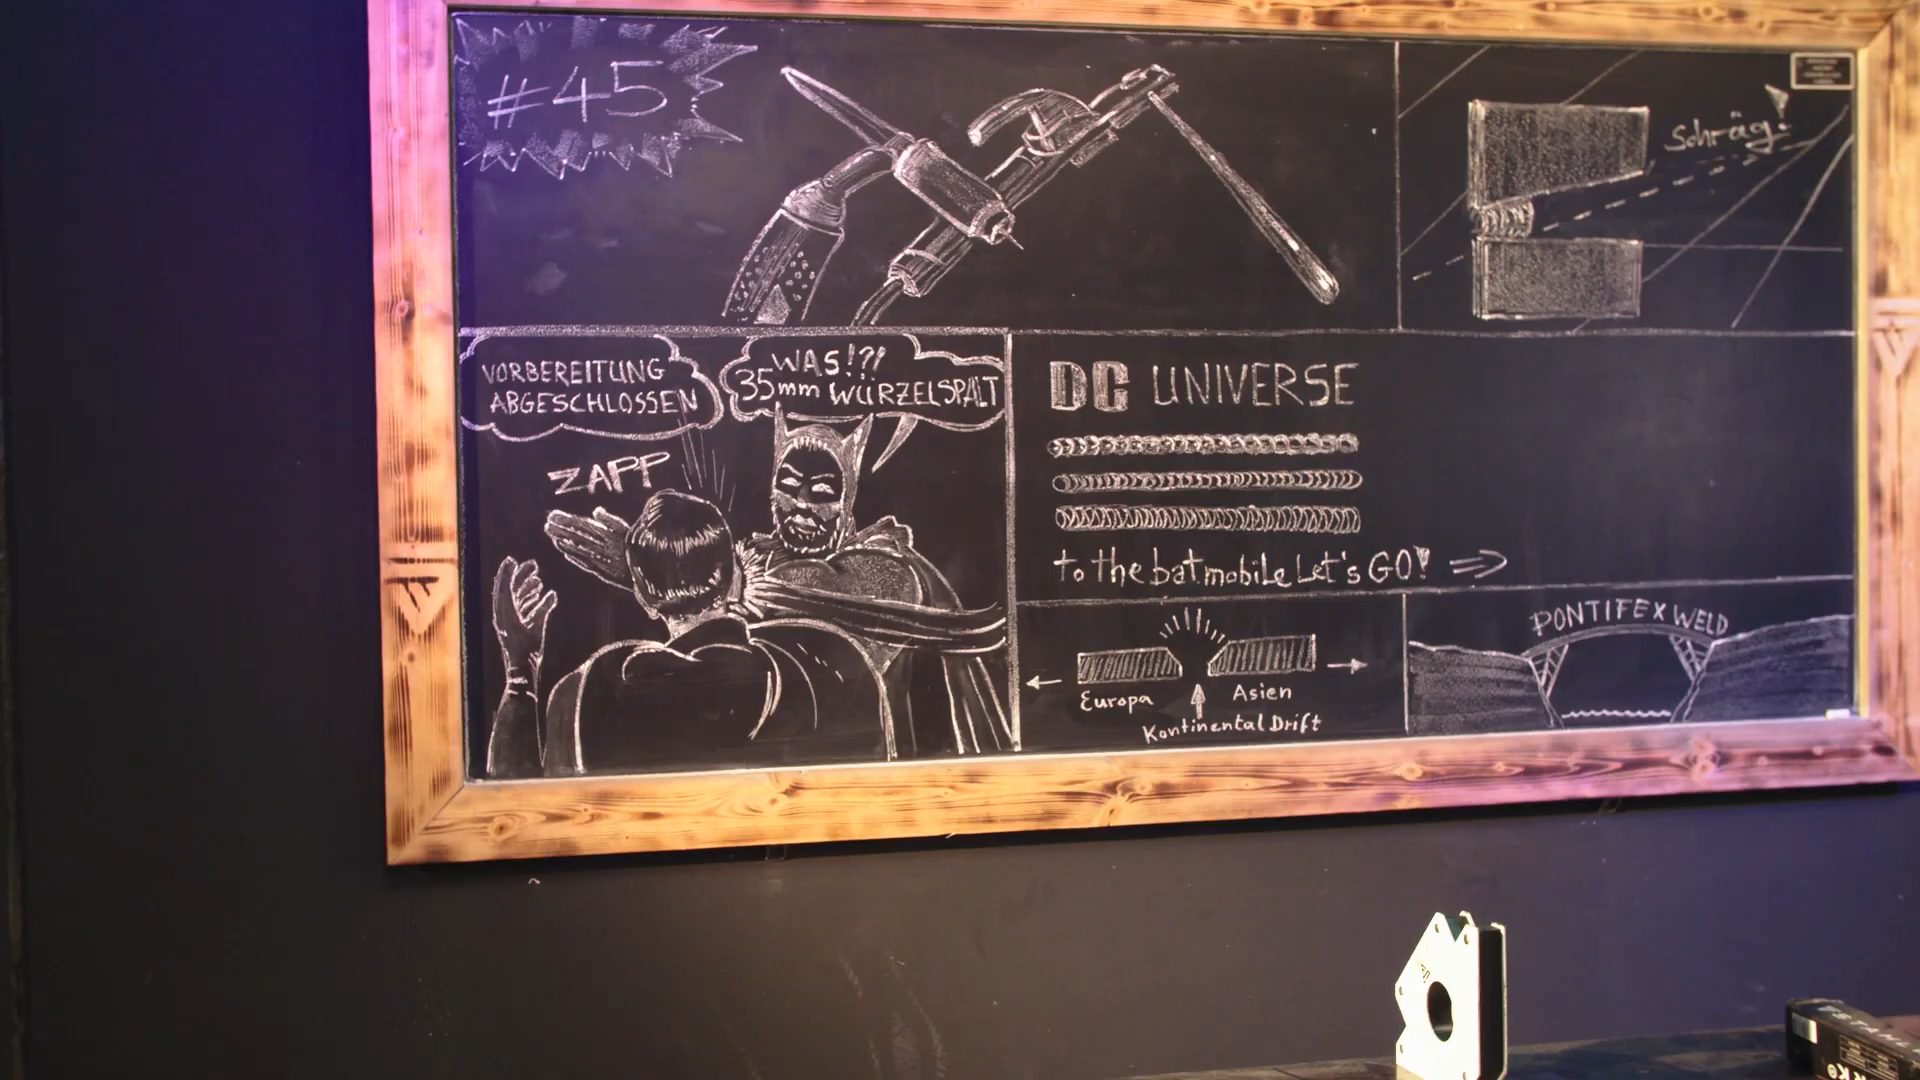 #45
Schräg!
VORBEREITUNG
ABGESCHLOSSEN
WAS!?!
35mm WURZELSPALT
ZAPP
DC UNIVERSE
to the batmobile Let's GO! ⇒
Europa
Asien
Kontinental Drift
PONTIFEX WELD